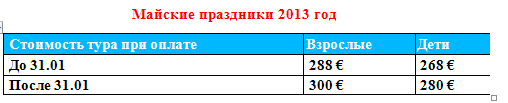 Майские праздники 2013 год
Стоимость тура при оплате Взрослые Дети
До 31.01 288 € 268 €
После 31.01 300 € 280 €